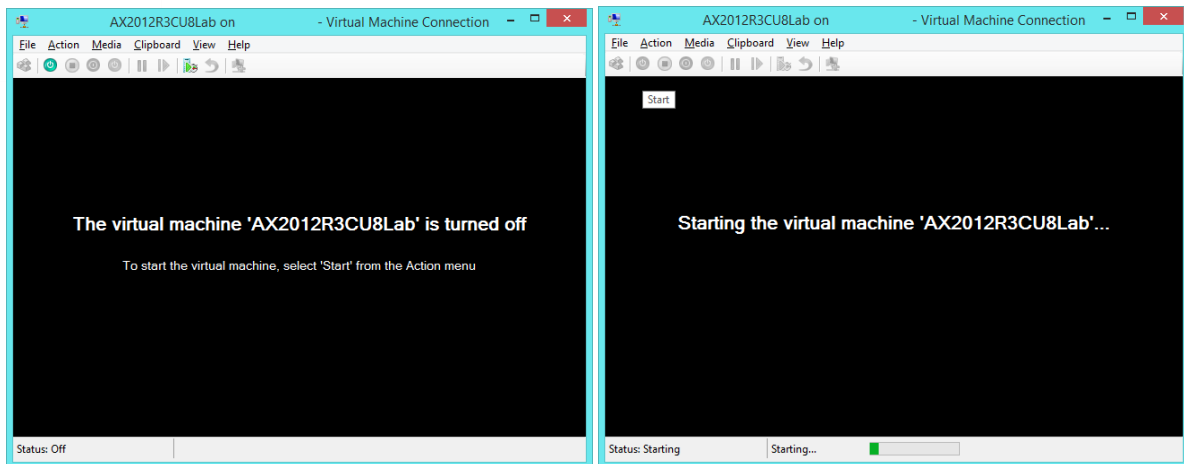 AX2012R3CU8Lab on - Virtual Machine Connection
File Action Media Clipboard View Help
The virtual machine 'AX2012R3CU8Lab' is turned off
To start the virtual machine, select 'Start' from the Action menu
Status: Off
AX2012R3CU8Lab on - Virtual Machine Connection
File Action Media Clipboard View Help
Start
Starting the virtual machine 'AX2012R3CU8Lab'...
Status: Starting Starting...